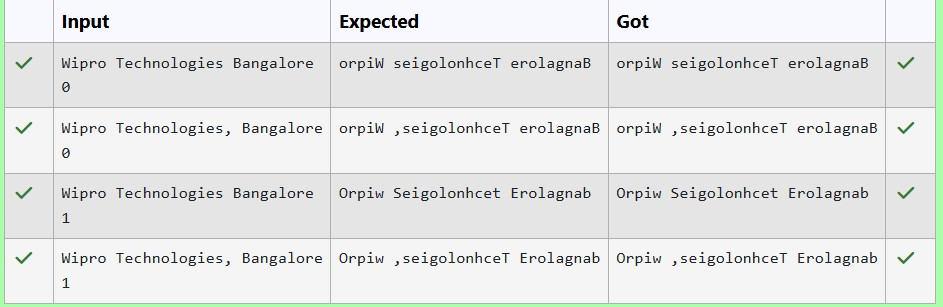 Input Expected Got
Wipro Technologies Bangalore orpiW seigolonhceT erolagnaB orpiW seigolonhceT erolagnaB
0
Wipro Technologies, Bangalore orpiW ,seigolonhceT erolagnaB orpiW ,seigolonhceT erolagnaB
0
Wipro Technologies Bangalore Orpiw Seigolonhcet Erolagnab Orpiw Seigolonhcet Erolagnab
1
Wipro Technologies, Bangalore Orpiw ,seigolonhceT Erolagnab Orpiw ,seigolonhceT Erolagnab
1